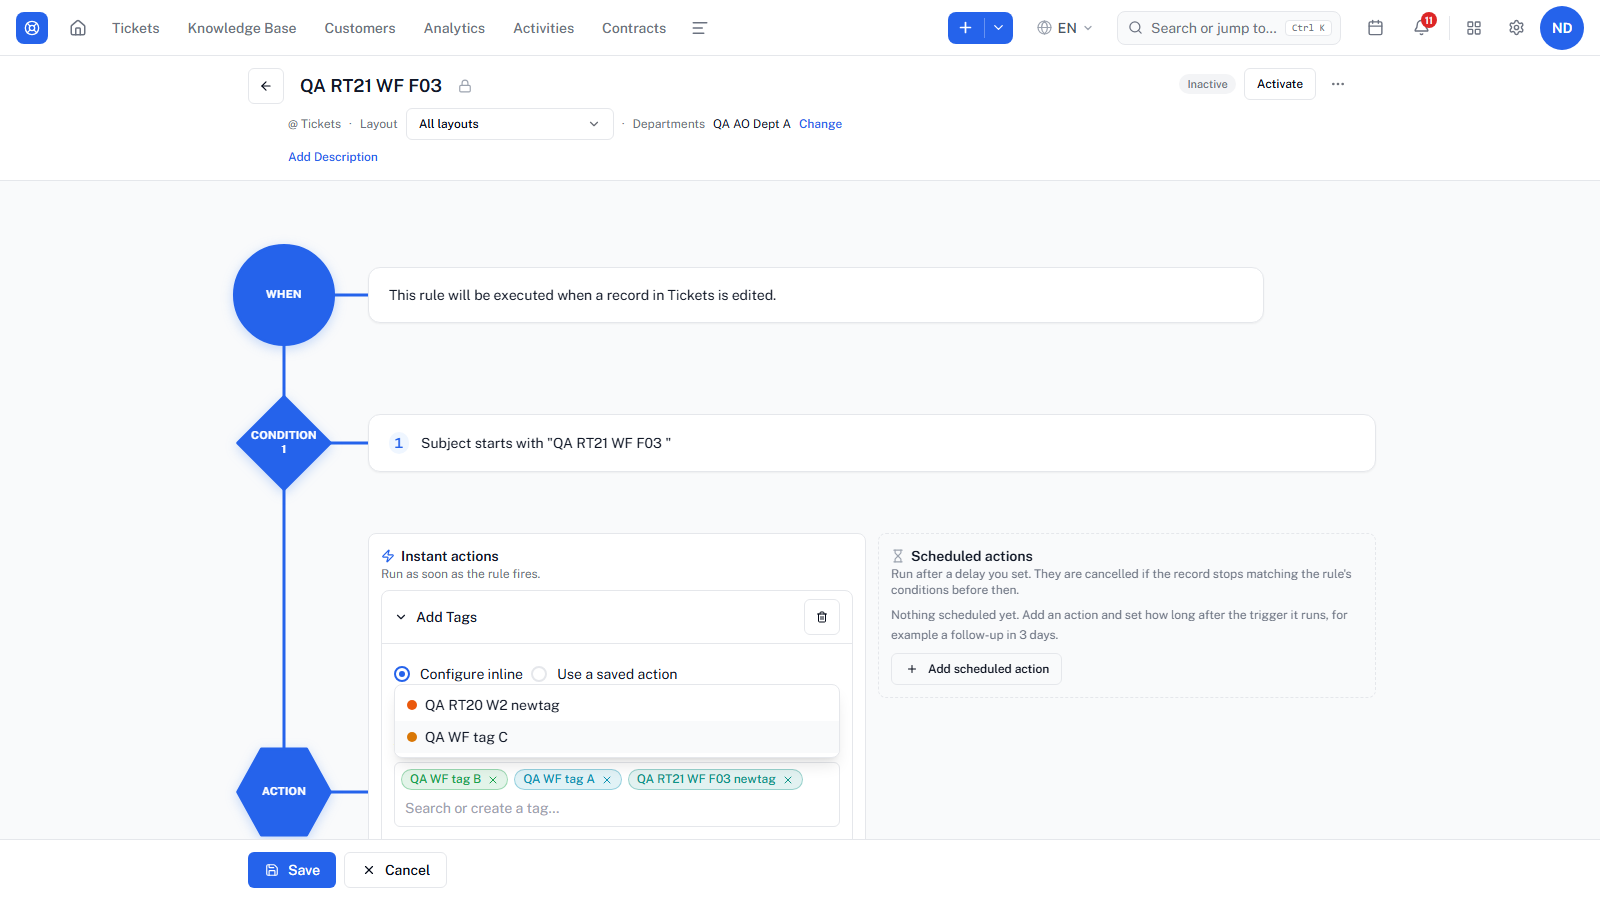 Tickets Knowledge Base Customers Analytics Activities Contracts EN Search or jump to... Ctrl K 11 ND
QA RT21 WF F03 Inactive Activate
@ Tickets · Layout All layouts · Departments QA AO Dept A Change
Add Description
WHEN This rule will be executed when a record in Tickets is edited.
CONDITION
1
1 Subject starts with "QA RT21 WF F03 "
Instant actions
Run as soon as the rule fires.
Add Tags
Configure inline Use a saved action
QA RT20 W2 newtag
QA WF tag C
QA WF tag B QA WF tag A QA RT21 WF F03 newtag
Search or create a tag...
ACTION
Scheduled actions
Run after a delay you set. They are cancelled if the record stops matching the rule's
conditions before then.
Nothing scheduled yet. Add an action and set how long after the trigger it runs, for
example a follow-up in 3 days.
Add scheduled action
Save Cancel